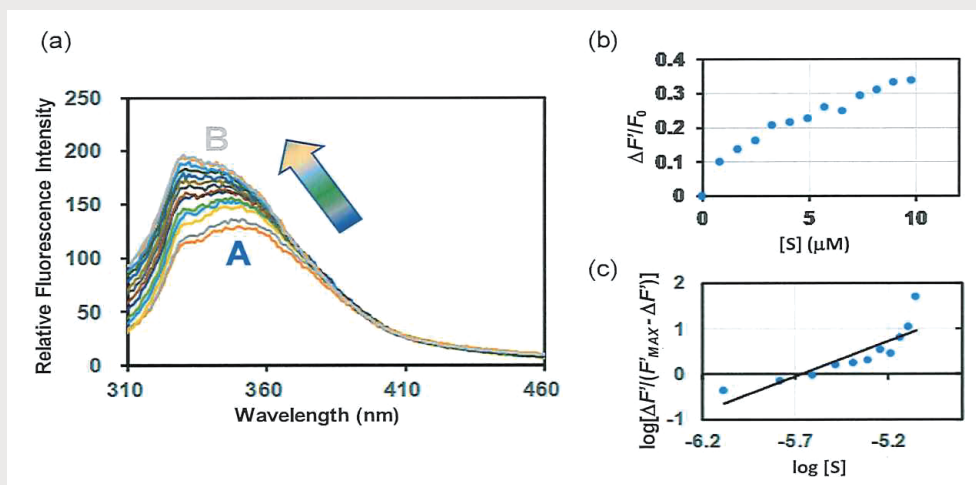 (a)
Relative Fluorescence Intensity
250
200
150
100
50
0
B
A
310
360
410
460
Wavelength (nm)
(b)
ΔF'/F₀
0.4
0.3
0.2
0.1
0
0
5
10
[S] (μM)
(c)
log[ΔF'/(F'MAX- ΔF')]
2
1
0
-1
-6.2
-5.7
-5.2
log [S]